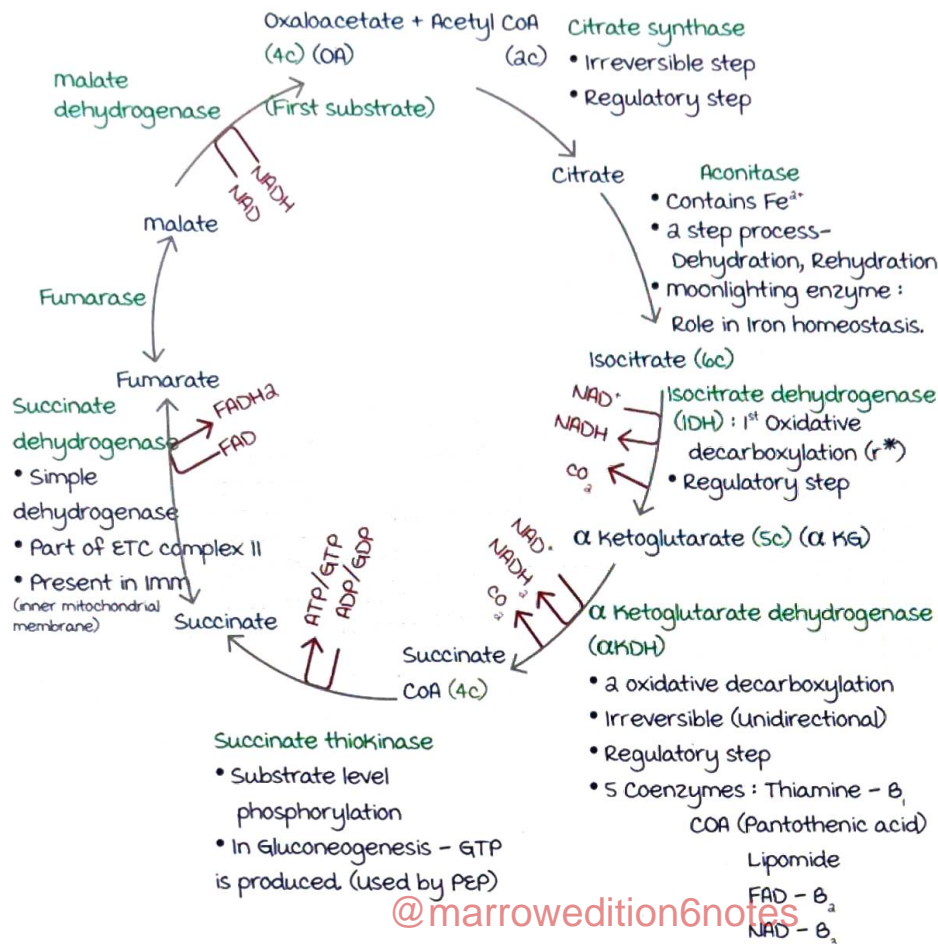 Oxaloacetate + Acetyl CoA
(4C) (OA) (2C)
(First substrate)
Citrate synthase
• Irreversible step
• Regulatory step
Citrate
Aconitase
• Contains Fe²⁺
• 2 step process-
Dehydration, Rehydration
• moonlighting enzyme :
Role in Iron homeostasis.
Isocitrate (6C)
NAD⁺
NADH
CO₂
Isocitrate dehydrogenase
(IDH) : 1st Oxidative
decarboxylation (r*)
• Regulatory step
α Ketoglutarate (5C) (α KG)
NAD⁺
NADH₂
CO₂
α Ketoglutarate dehydrogenase
(αKDH)
• 2 oxidative decarboxylation
• Irreversible (unidirectional)
• Regulatory step
• 5 Coenzymes : Thiamine - B₁
COA (Pantothenic acid)
Lipomide
FAD - B₂
NAD - B₃
Succinate
CoA (4C)
ATP/GTP
ADP/GDP
Succinate thiokinase
• Substrate level
phosphorylation
• In Gluconeogenesis - GTP
is produced (used by PEP)
Succinate
Succinate
dehydrogenase
• Simple
dehydrogenase
• Part of ETC complex II
• Present in Imm
(inner mitochondrial
membrane)
FADH2
FAD
Fumarate
Fumarase
malate
malate
dehydrogenase
NAD
NADH
@marrowedition6notes